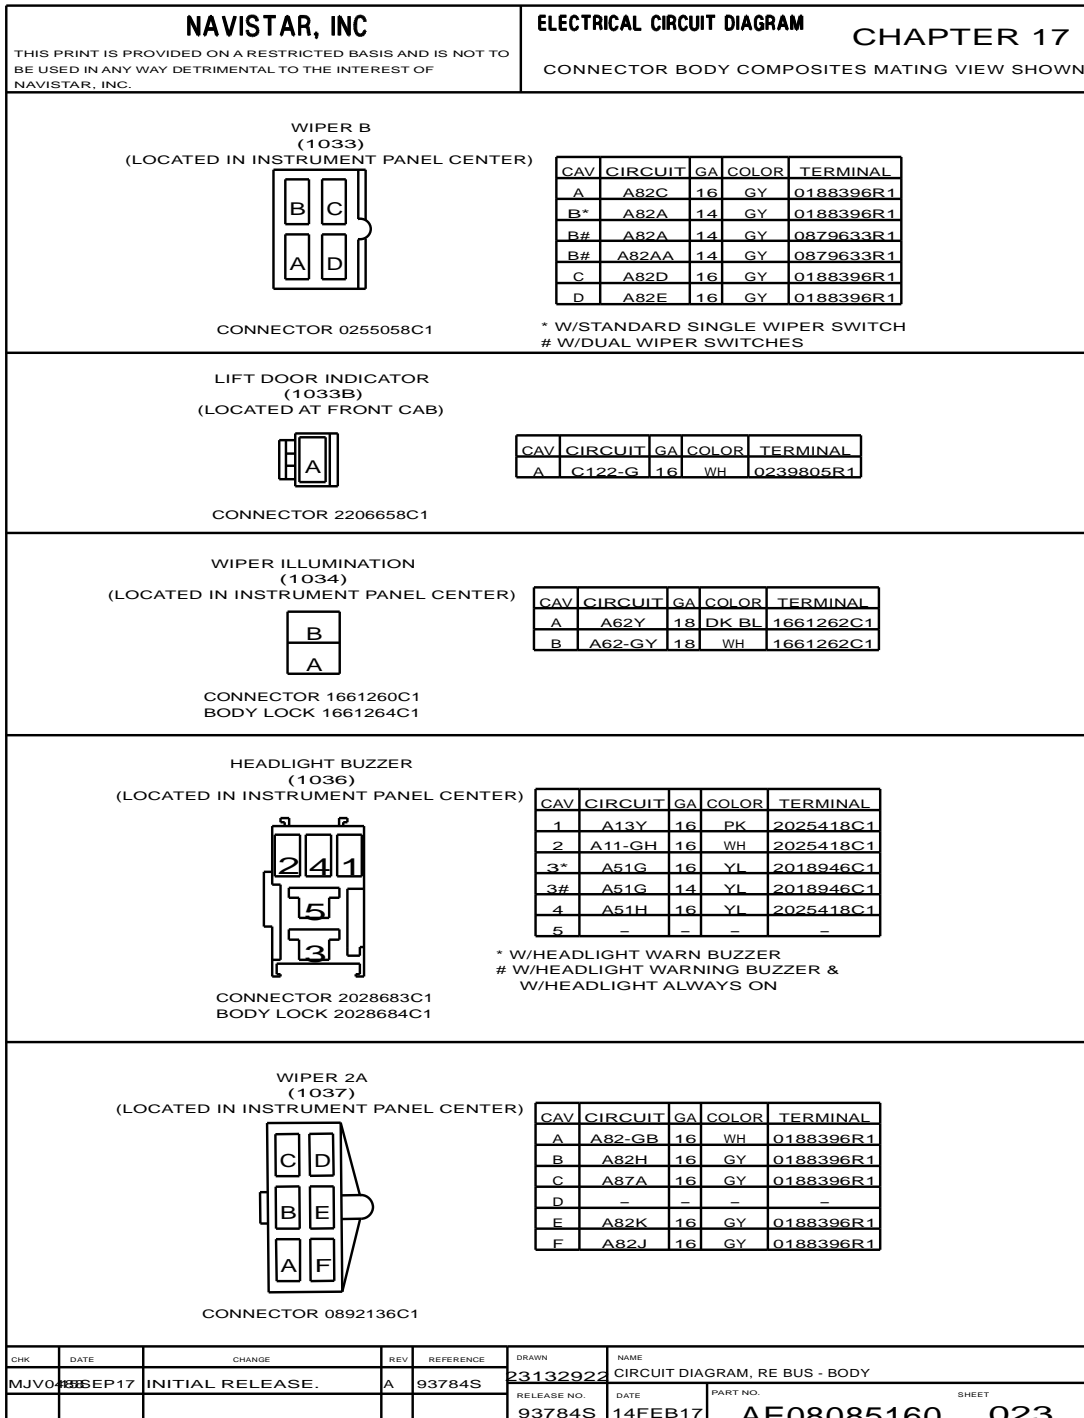 NAVISTAR, INC
THIS PRINT IS PROVIDED ON A RESTRICTED BASIS AND IS NOT TO
BE USED IN ANY WAY DETRIMENTAL TO THE INTEREST OF
NAVISTAR, INC.
ELECTRICAL CIRCUIT DIAGRAM
CHAPTER 17
CONNECTOR BODY COMPOSITES MATING VIEW SHOWN
WIPER B
(1033)
(LOCATED IN INSTRUMENT PANEL CENTER)
B C
A D
CONNECTOR 0255058C1
CAV CIRCUIT GA COLOR TERMINAL
A A82C 16 GY 0188396R1
B* A82A 14 GY 0188396R1
B# A82A 14 GY 0879633R1
B# A82AA 14 GY 0879633R1
C A82D 16 GY 0188396R1
D A82E 16 GY 0188396R1
* W/STANDARD SINGLE WIPER SWITCH
# W/DUAL WIPER SWITCHES
LIFT DOOR INDICATOR
(1033B)
(LOCATED AT FRONT CAB)
A
CONNECTOR 2206658C1
CAV CIRCUIT GA COLOR TERMINAL
A C122-G 16 WH 0239805R1
WIPER ILLUMINATION
(1034)
(LOCATED IN INSTRUMENT PANEL CENTER)
B
A
CONNECTOR 1661260C1
BODY LOCK 1661264C1
CAV CIRCUIT GA COLOR TERMINAL
A A62Y 18 DK BL 1661262C1
B A62-GY 18 WH 1661262C1
HEADLIGHT BUZZER
(1036)
(LOCATED IN INSTRUMENT PANEL CENTER)
2 4 1
5
3
CONNECTOR 2028683C1
BODY LOCK 2028684C1
CAV CIRCUIT GA COLOR TERMINAL
1 A13Y 16 PK 2025418C1
2 A11-GH 16 WH 2025418C1
3* A51G 16 YL 2018946C1
3# A51G 14 YL 2018946C1
4 A51H 16 YL 2025418C1
5 – – – –
* W/HEADLIGHT WARN BUZZER
# W/HEADLIGHT WARNING BUZZER &
W/HEADLIGHT ALWAYS ON
WIPER 2A
(1037)
(LOCATED IN INSTRUMENT PANEL CENTER)
C D
B E
A F
CONNECTOR 0892136C1
CAV CIRCUIT GA COLOR TERMINAL
A A82-GB 16 WH 0188396R1
B A82H 16 GY 0188396R1
C A87A 16 GY 0188396R1
D – – – –
E A82K 16 GY 0188396R1
F A82J 16 GY 0188396R1
CHK DATE CHANGE REV REFERENCE
INITIAL RELEASE. A 93784S
DRAWN
23132922
NAME
CIRCUIT DIAGRAM, RE BUS - BODY
RELEASE NO. DATE PART NO. SHEET
93784S 14FEB17 AE08085160 023